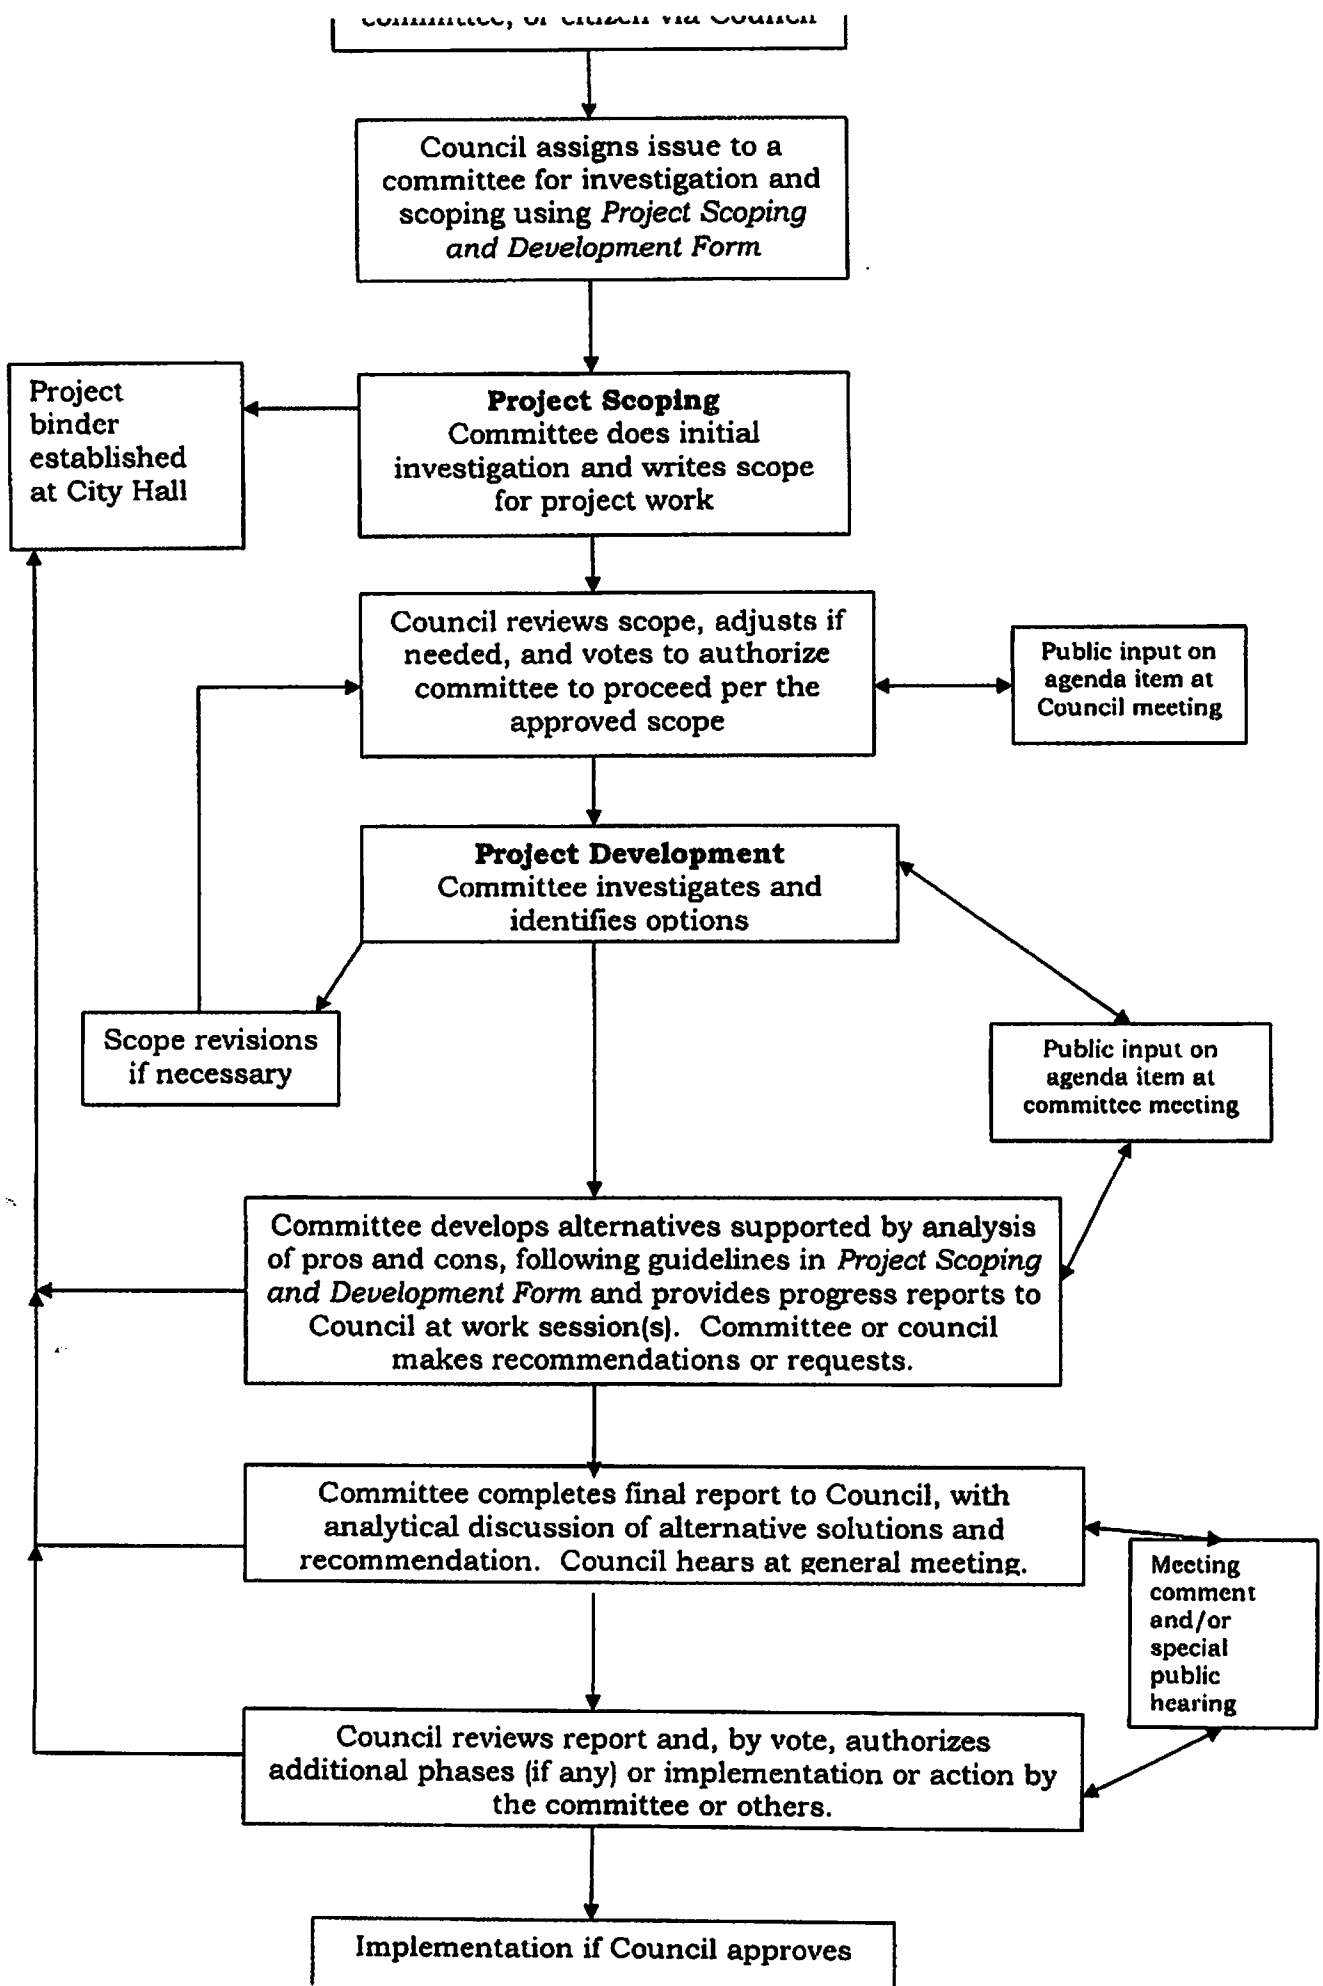 committee, or citizen via Council
Council assigns issue to a
committee for investigation and
scoping using Project Scoping
and Development Form
Project
binder
established
at City Hall
Project Scoping
Committee does initial
investigation and writes scope
for project work
Council reviews scope, adjusts if
needed, and votes to authorize
committee to proceed per the
approved scope
Public input on
agenda item at
Council meeting
Project Development
Committee investigates and
identifies options
Scope revisions
if necessary
Public input on
agenda item at
committee meeting
Committee develops alternatives supported by analysis
of pros and cons, following guidelines in Project Scoping
and Development Form and provides progress reports to
Council at work session(s). Committee or council
makes recommendations or requests.
Committee completes final report to Council, with
analytical discussion of alternative solutions and
recommendation. Council hears at general meeting.
Meeting
comment
and/or
special
public
hearing
Council reviews report and, by vote, authorizes
additional phases (if any) or implementation or action by
the committee or others.
Implementation if Council approves